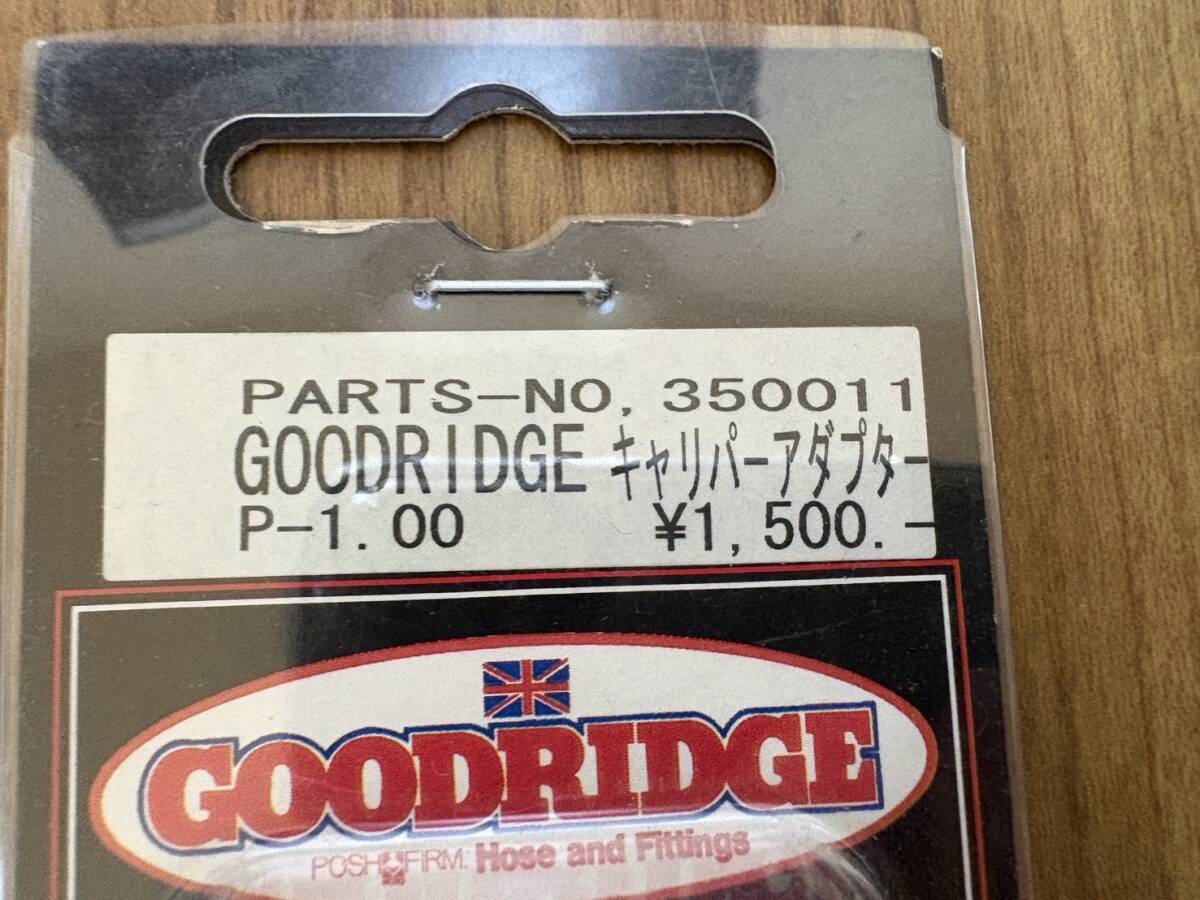 PARTS-NO. 350011
GOODRIDGE キャリパーアダプター
P-1.00 ¥1,500.-
GOODRIDGE
POSH FIRM. Hose and Fittings